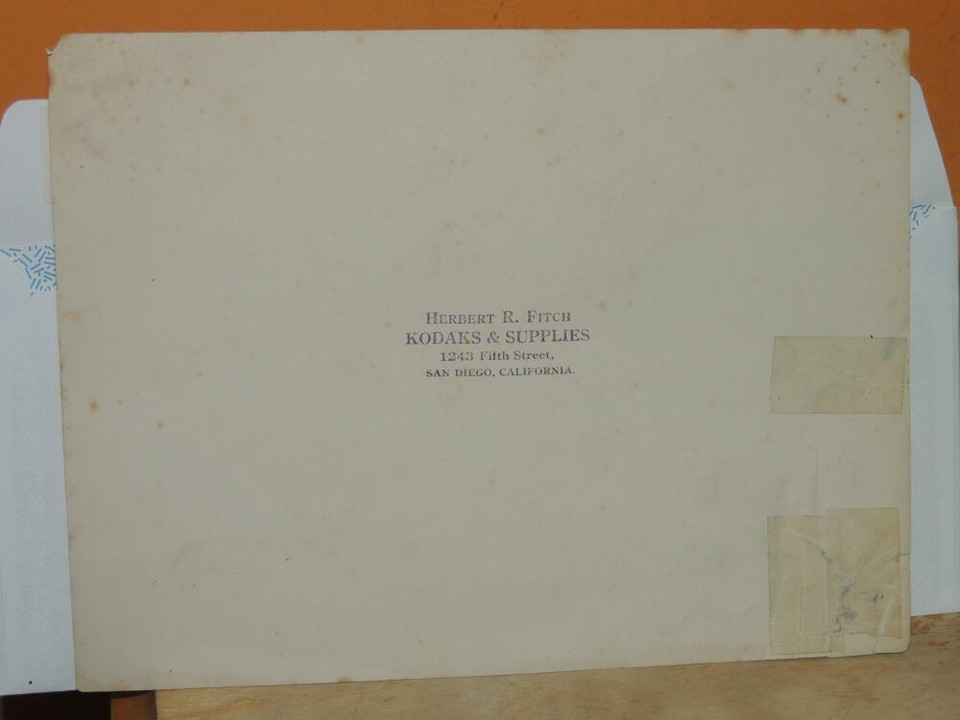 HERBERT R. FITCH
KODAKS & SUPPLIES
1243 Fifth Street,
SAN DIEGO, CALIFORNIA.